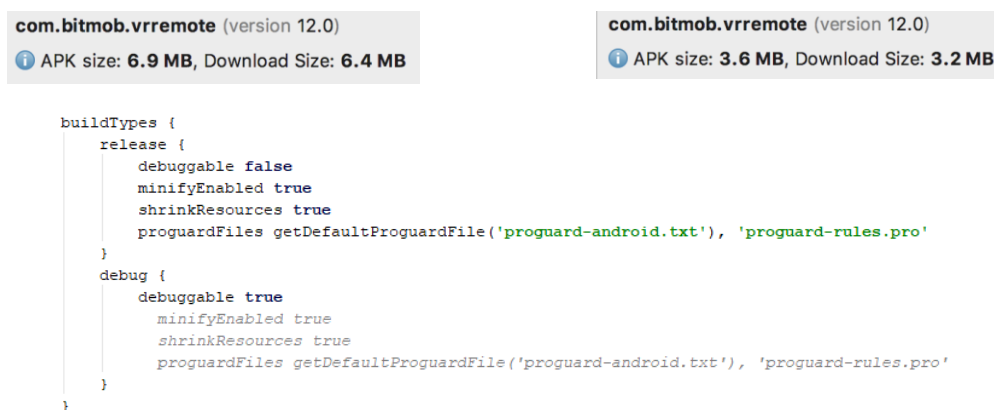 com.bitmob.vrremote (version 12.0)
APK size: 6.9 MB, Download Size: 6.4 MB
com.bitmob.vrremote (version 12.0)
APK size: 3.6 MB, Download Size: 3.2 MB
buildTypes {
release {
debuggable false
minifyEnabled true
shrinkResources true
proguardFiles getDefaultProguardFile('proguard-android.txt'), 'proguard-rules.pro'
}
debug {
debuggable true
minifyEnabled true
shrinkResources true
proguardFiles getDefaultProguardFile('proguard-android.txt'), 'proguard-rules.pro'
}
}